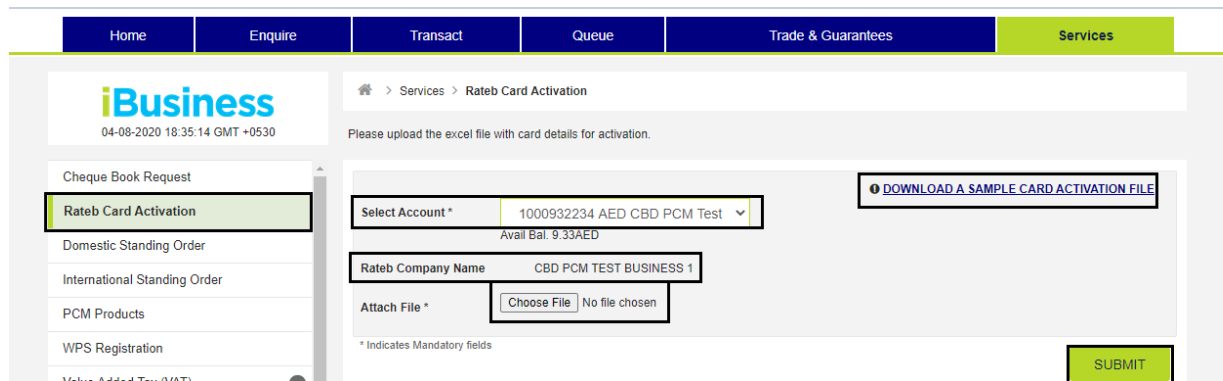 Home Enquire Transact Queue Trade & Guarantees Services
iBusiness
04-08-2020 18:35:14 GMT +0530
> Services > Rateb Card Activation
Please upload the excel file with card details for activation.
Cheque Book Request
Rateb Card Activation
Domestic Standing Order
International Standing Order
PCM Products
WPS Registration
Value Added Tax (VAT)
DOWNLOAD A SAMPLE CARD ACTIVATION FILE
Select Account * 1000932234 AED CBD PCM Test
Avail Bal. 9.33AED
Rateb Company Name CBD PCM TEST BUSINESS 1
Attach File * Choose File No file chosen
* Indicates Mandatory fields
SUBMIT